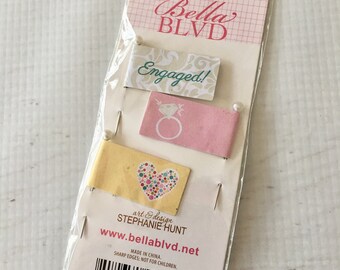 Bella
BLVD
Engaged!
art & design
STEPHANIE HUNT
www.bellablvd.net
MADE IN CHINA.
SHARP EDGES. NOT FOR CHILDREN.